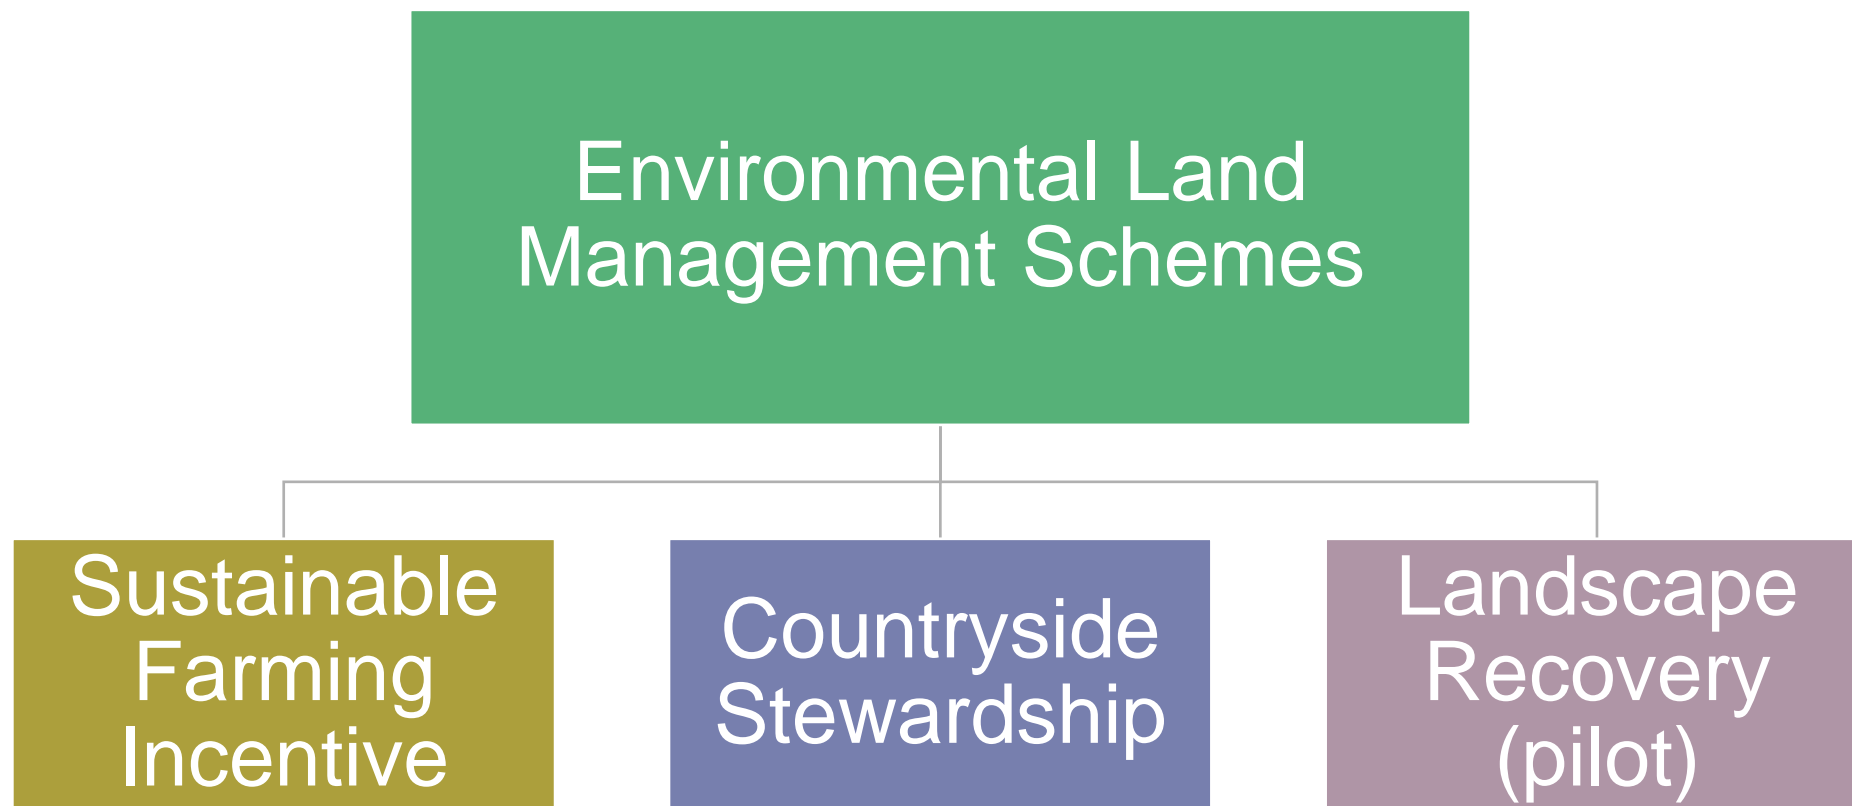 Environmental Land
Management Schemes
Sustainable
Farming
Incentive
Countryside
Stewardship
Landscape
Recovery
(pilot)